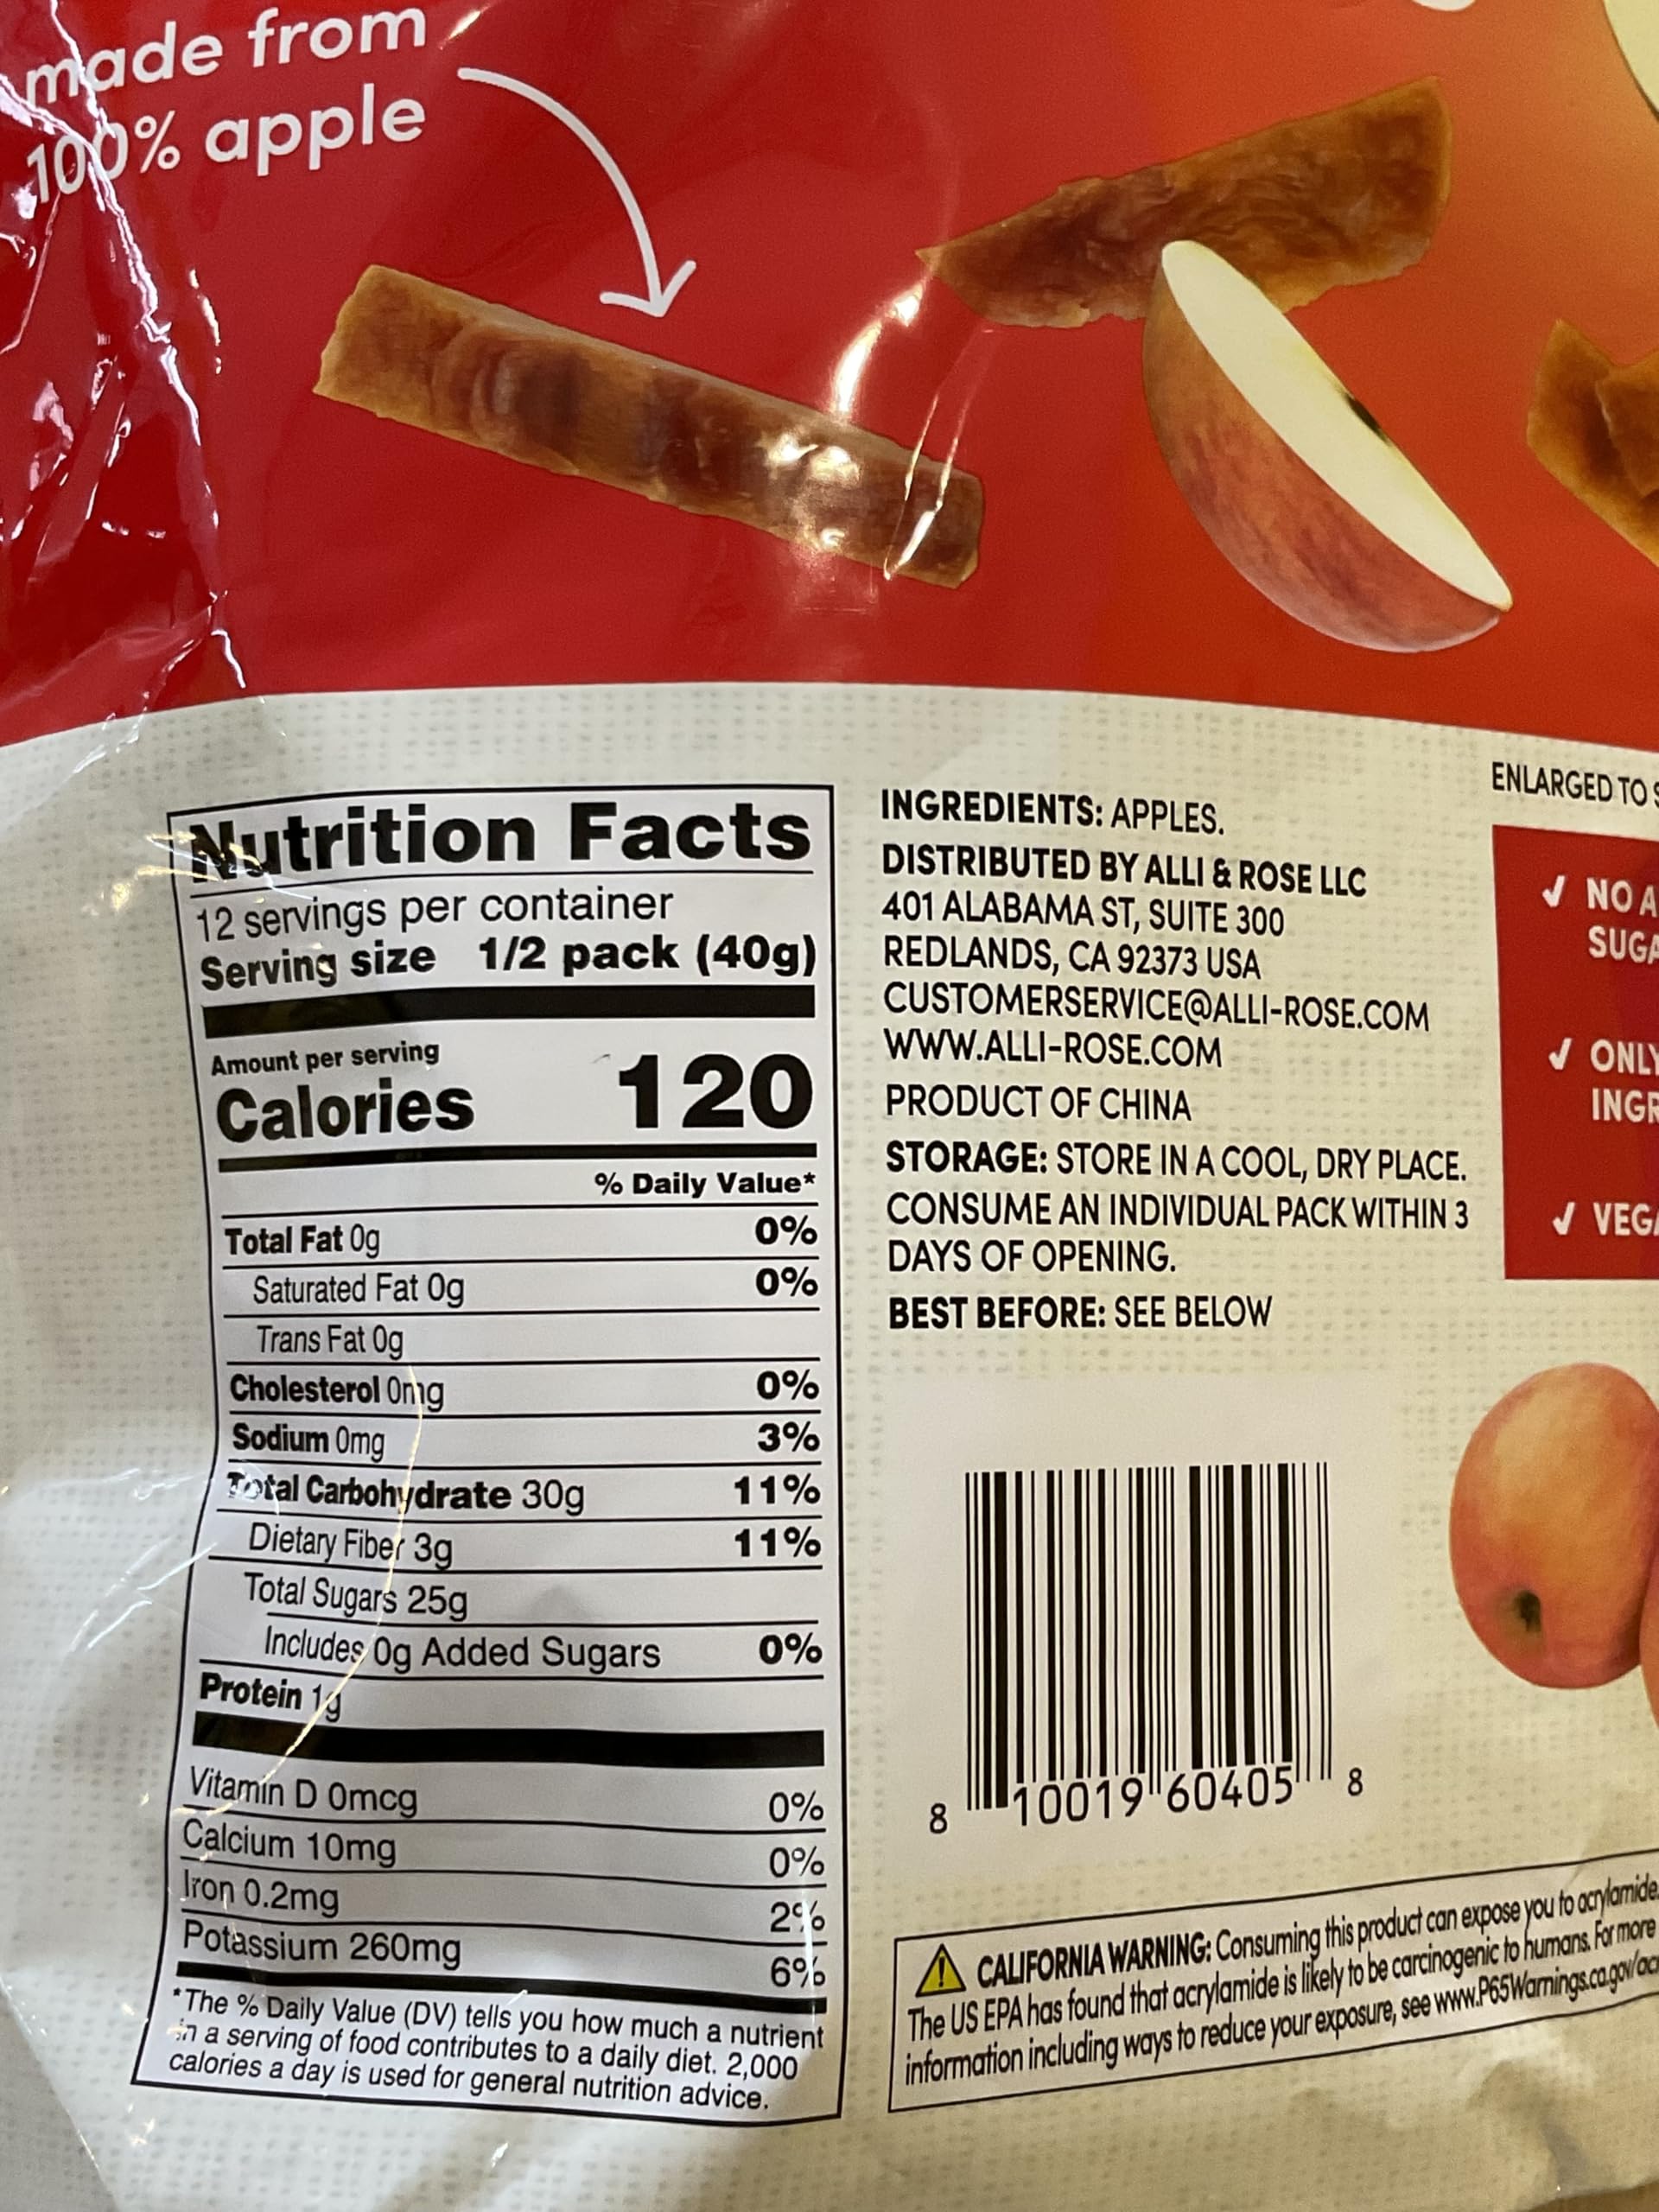 made from
100% apple
ENLARGED TO
Nutrition Facts
12 servings per container
Serving size 1/2 pack (40g)
Amount per serving
Calories 120
% Daily Value*
Total Fat 0g 0%
Saturated Fat 0g 0%
Trans Fat 0g
Cholesterol 0mg 0%
Sodium 0mg 3%
Total Carbohydrate 30g 11%
Dietary Fiber 3g 11%
Total Sugars 25g
Includes 0g Added Sugars 0%
Protein 1g
Vitamin D 0mcg 0%
Calcium 10mg 0%
Iron 0.2mg 2%
Potassium 260mg 6%
*The % Daily Value (DV) tells you how much a nutrient
in a serving of food contributes to a daily diet. 2,000
calories a day is used for general nutrition advice.
INGREDIENTS: APPLES.
DISTRIBUTED BY ALLI & ROSE LLC
401 ALABAMA ST, SUITE 300
REDLANDS, CA 92373 USA
CUSTOMERSERVICE@ALLI-ROSE.COM
WWW.ALLI-ROSE.COM
PRODUCT OF CHINA
STORAGE: STORE IN A COOL, DRY PLACE.
CONSUME AN INDIVIDUAL PACK WITHIN 3
DAYS OF OPENING.
BEST BEFORE: SEE BELOW
✓ NO
✓ ONLY
8 10019 60405 8
⚠ CALIFORNIA WARNING: Consuming this product can expose you to acrylamide.
The US EPA has found that acrylamide is likely to be carcinogenic to humans. For more
information including ways to reduce your exposure, see www.P65Warnings.ca.gov/ac